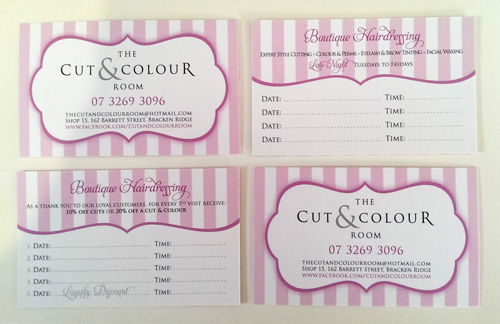 THE
CUT & COLOUR
ROOM
07 3269 3096
THECUTANDCOLOURROOM@HOTMAIL.COM
SHOP 15, 162 BARRETT STREET, BRACKEN RIDGE
WWW.FACEBOOK.COM/CUTANDCOLOURROOM
Boutique Hairdressing
EXPERT STYLE CUTTING ~ COLOUR & PERMS ~ EYELASH & BROW TINTING ~ FACIAL WAXING
Late Night TUESDAYS TO FRIDAYS
DATE: TIME:
DATE: TIME:
DATE: TIME:
DATE: TIME:
Boutique Hairdressing
AS A THANK YOU TO OUR LOYAL CUSTOMERS, FOR EVERY 5TH VISIT RECEIVE:
10% OFF CUTS OR 20% OFF A CUT & COLOUR
1. DATE: TIME:
2. DATE: TIME:
3. DATE: TIME:
4. DATE: TIME:
5. DATE: Loyalty Discount TIME:
THE
CUT & COLOUR
ROOM
07 3269 3096
THECUTANDCOLOURROOM@HOTMAIL.COM
SHOP 15, 162 BARRETT STREET, BRACKEN RIDGE
WWW.FACEBOOK.COM/CUTANDCOLOURROOM